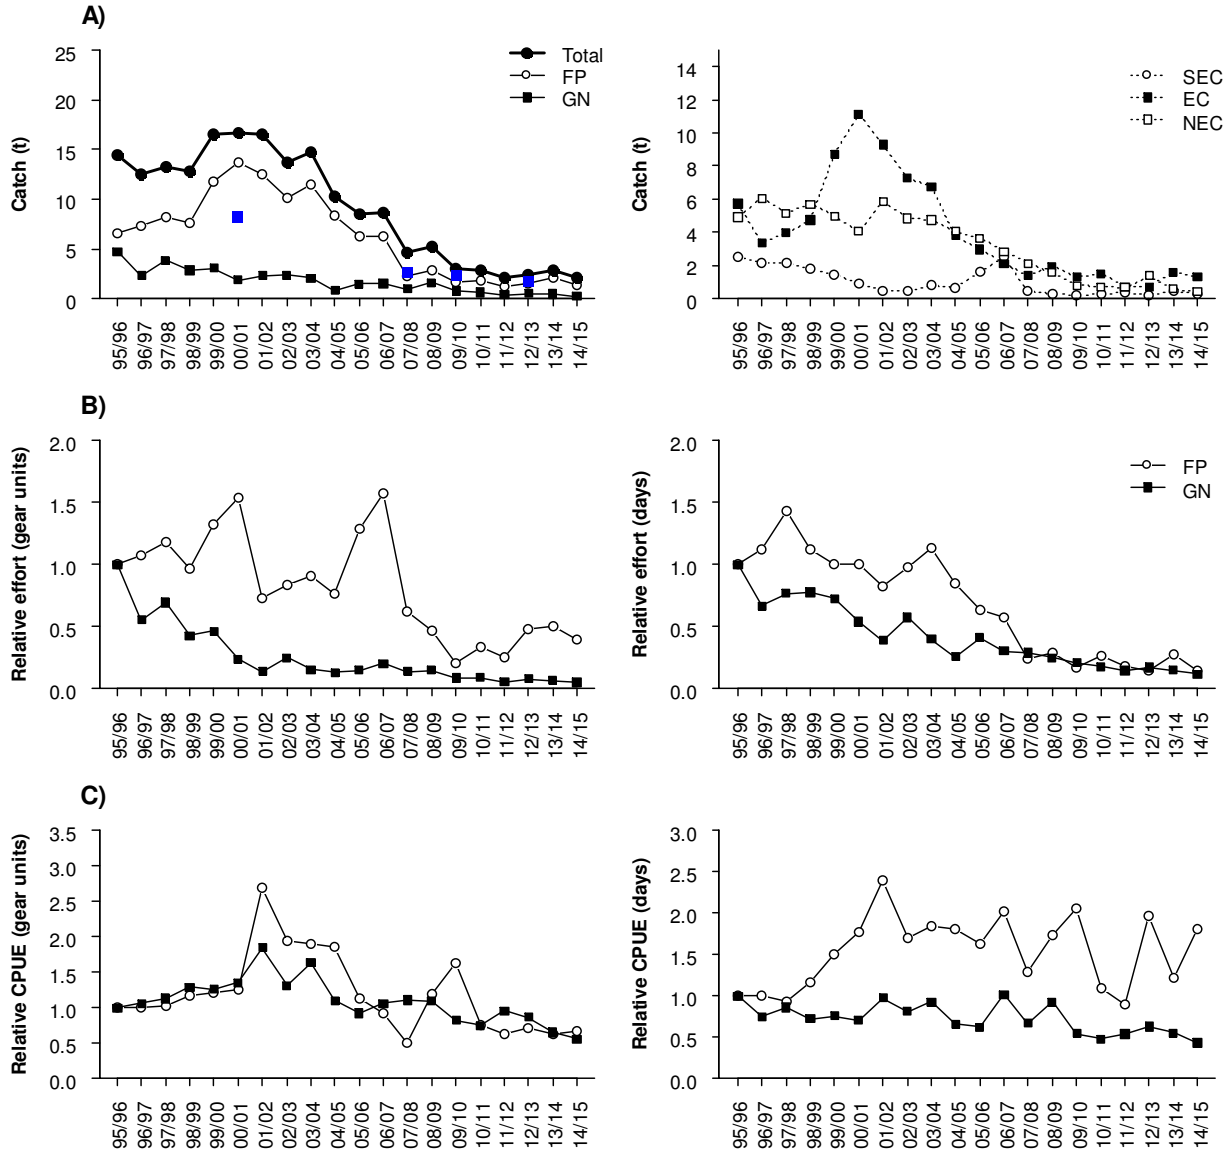 A)
Catch (t)
25
20
15
10
5
0
Total
FP
GN
95/96 96/97 97/98 98/99 99/00 00/01 01/02 02/03 03/04 04/05 05/06 06/07 07/08 08/09 09/10 10/11 11/12 12/13 13/14 14/15
Catch (t)
14
12
10
8
6
4
2
0
SEC
EC
NEC
95/96 96/97 97/98 98/99 99/00 00/01 01/02 02/03 03/04 04/05 05/06 06/07 07/08 08/09 09/10 10/11 11/12 12/13 13/14 14/15
B)
Relative effort (gear units)
2.0
1.5
1.0
0.5
0.0
95/96 96/97 97/98 98/99 99/00 00/01 01/02 02/03 03/04 04/05 05/06 06/07 07/08 08/09 09/10 10/11 11/12 12/13 13/14 14/15
Relative effort (days)
2.0
1.5
1.0
0.5
0.0
FP
GN
95/96 96/97 97/98 98/99 99/00 00/01 01/02 02/03 03/04 04/05 05/06 06/07 07/08 08/09 09/10 10/11 11/12 12/13 13/14 14/15
C)
Relative CPUE (gear units)
3.5
3.0
2.5
2.0
1.5
1.0
0.5
0.0
95/96 96/97 97/98 98/99 99/00 00/01 01/02 02/03 03/04 04/05 05/06 06/07 07/08 08/09 09/10 10/11 11/12 12/13 13/14 14/15
Relative CPUE (days)
3.0
2.5
2.0
1.5
1.0
0.5
0.0
95/96 96/97 97/98 98/99 99/00 00/01 01/02 02/03 03/04 04/05 05/06 06/07 07/08 08/09 09/10 10/11 11/12 12/13 13/14 14/15